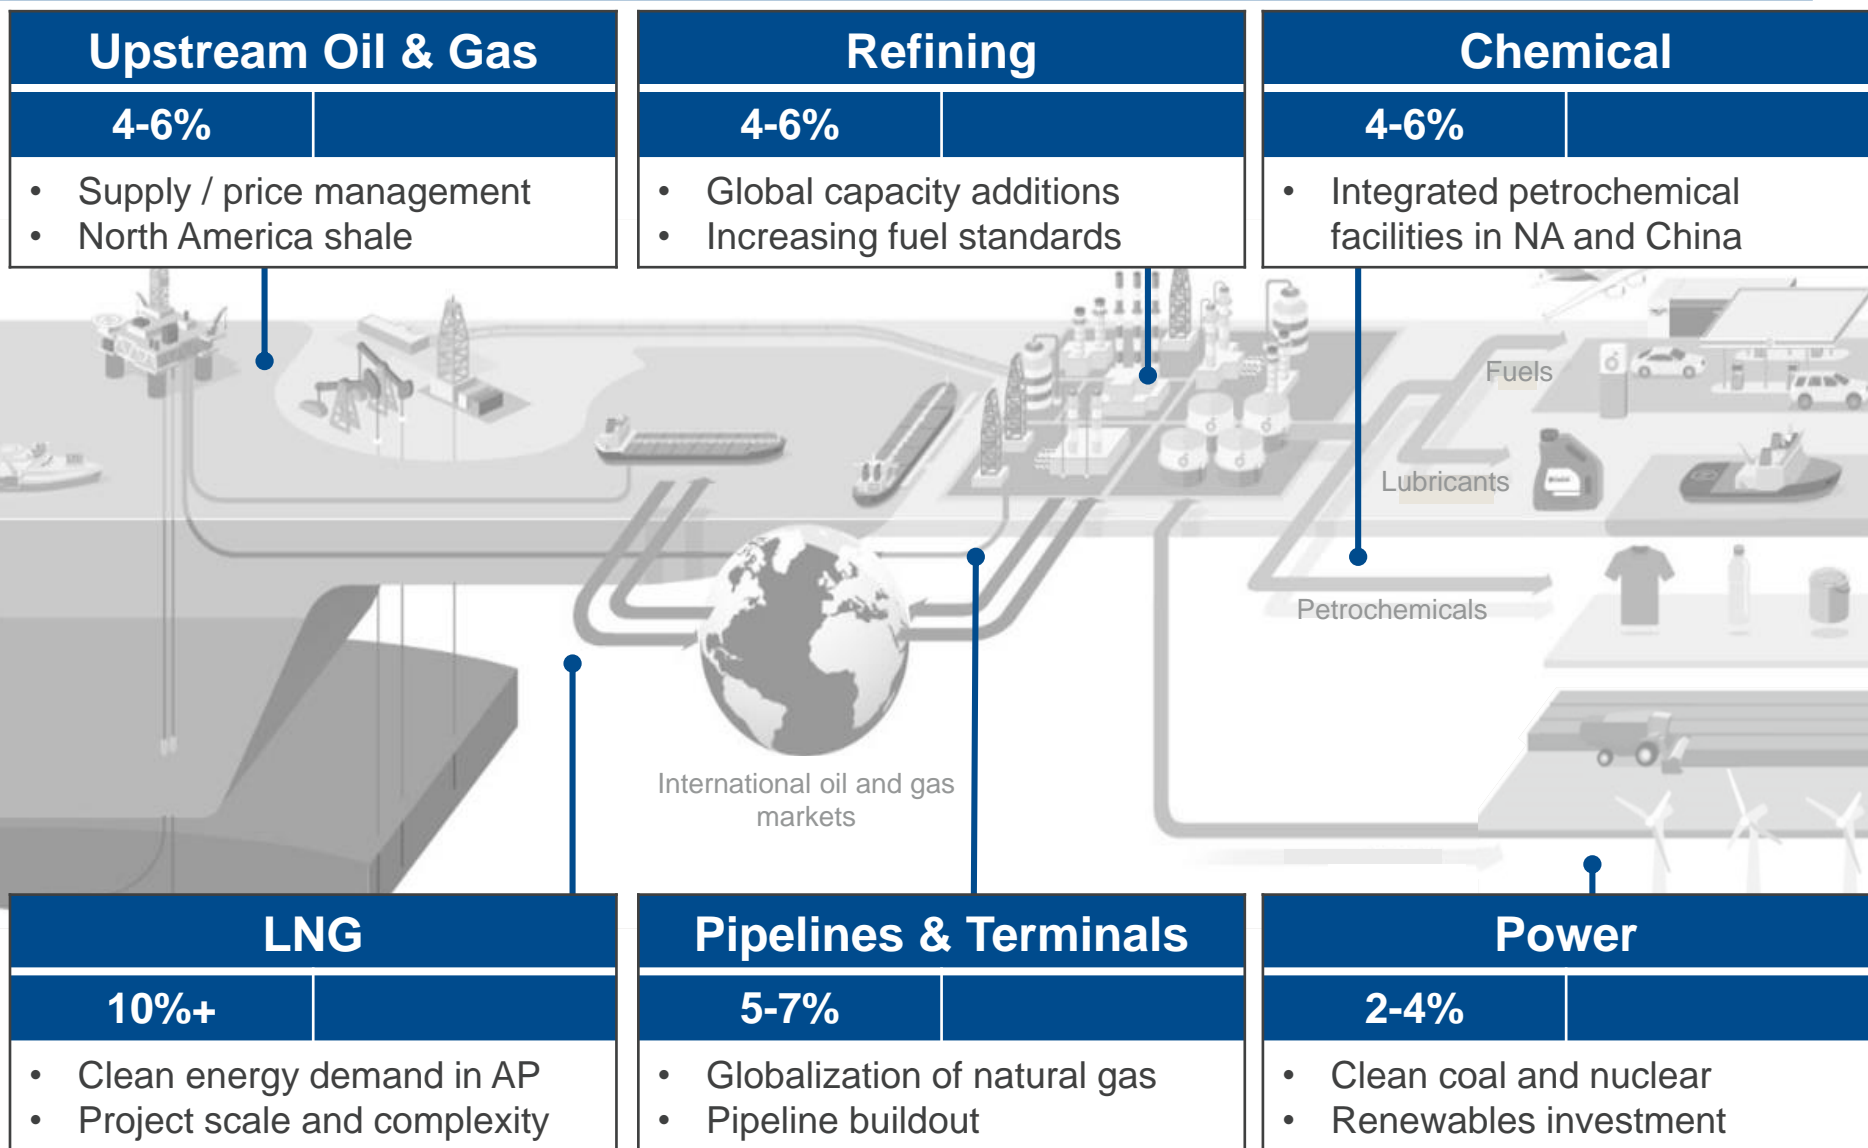 Upstream Oil & Gas
4-6%
• Supply / price management
• North America shale
Refining
4-6%
• Global capacity additions
• Increasing fuel standards
Chemical
4-6%
• Integrated petrochemical
facilities in NA and China
Fuels
Lubricants
Petrochemicals
International oil and gas
markets
LNG
10%+
• Clean energy demand in AP
• Project scale and complexity
Pipelines & Terminals
5-7%
• Globalization of natural gas
• Pipeline buildout
Power
2-4%
• Clean coal and nuclear
• Renewables investment